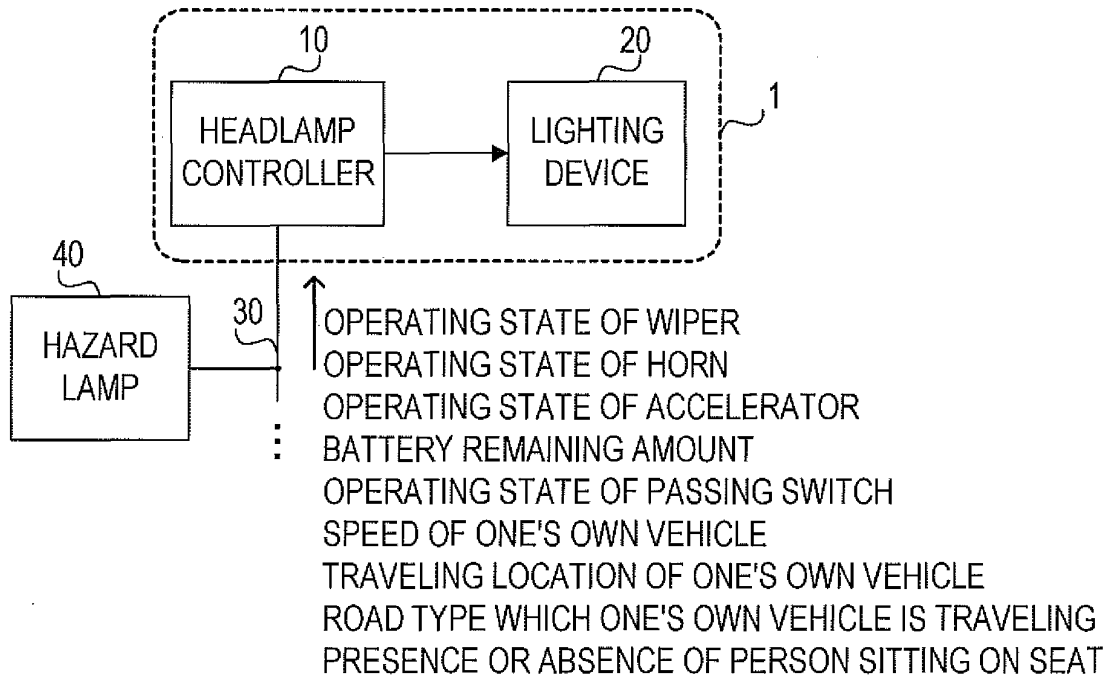 10
20
1
HEADLAMP
CONTROLLER
LIGHTING
DEVICE
40
30
HAZARD
LAMP
OPERATING STATE OF WIPER
OPERATING STATE OF HORN
OPERATING STATE OF ACCELERATOR
BATTERY REMAINING AMOUNT
OPERATING STATE OF PASSING SWITCH
SPEED OF ONE'S OWN VEHICLE
TRAVELING LOCATION OF ONE'S OWN VEHICLE
ROAD TYPE WHICH ONE'S OWN VEHICLE IS TRAVELING
PRESENCE OR ABSENCE OF PERSON SITTING ON SEAT